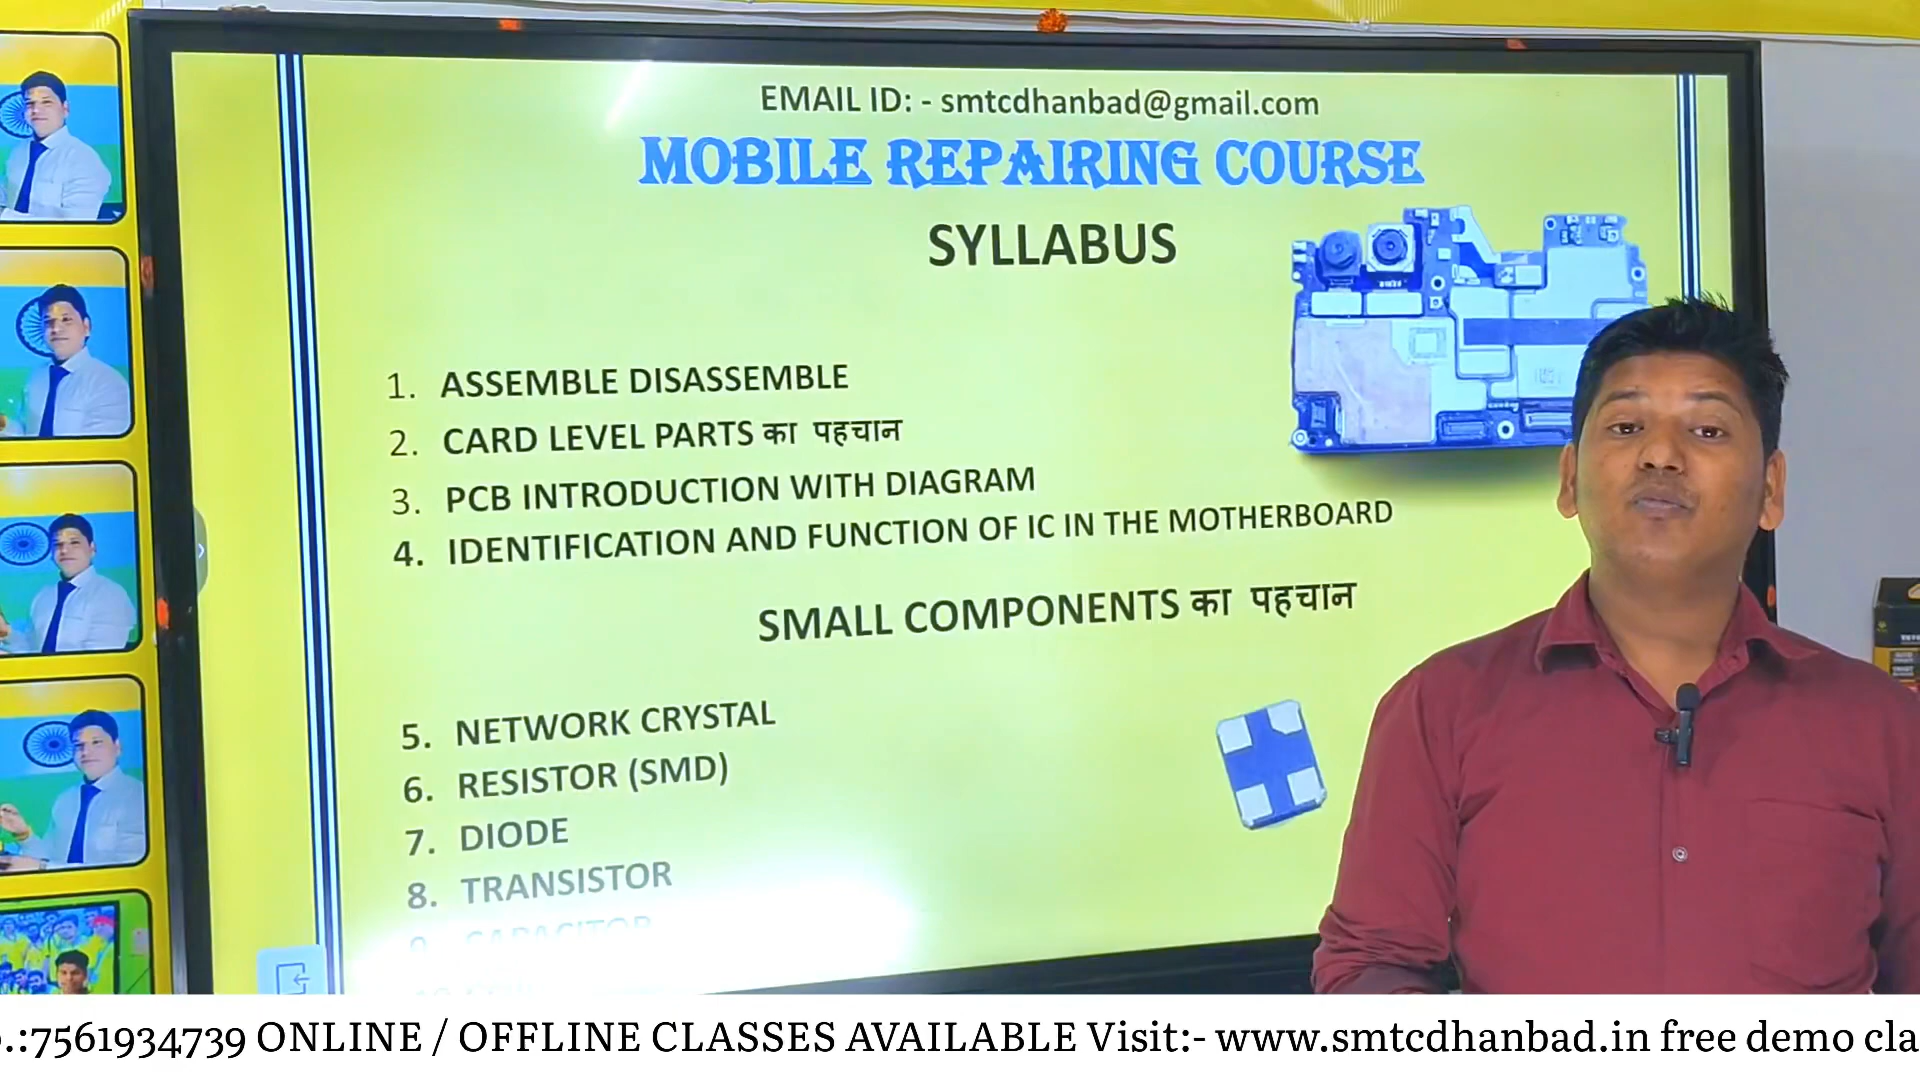 EMAIL ID: - smtcdhanbad@gmail.com
MOBILE REPAIRING COURSE
SYLLABUS
1. ASSEMBLE DISASSEMBLE
2. CARD LEVEL PARTS का पहचान
3. PCB INTRODUCTION WITH DIAGRAM
4. IDENTIFICATION AND FUNCTION OF IC IN THE MOTHERBOARD
SMALL COMPONENTS का पहचान
5. NETWORK CRYSTAL
6. RESISTOR (SMD)
7. DIODE
8. TRANSISTOR
9. CAPACITOR
.:7561934739 ONLINE / OFFLINE CLASSES AVAILABLE Visit:- www.smtcdhanbad.in free demo cla